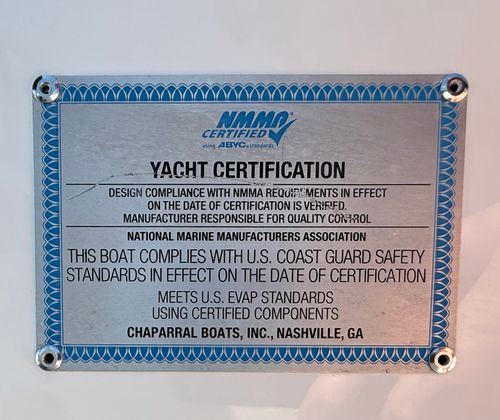 NMMA®
CERTIFIED
using ABYC standards
YACHT CERTIFICATION
DESIGN COMPLIANCE WITH NMMA REQUIREMENTS IN EFFECT
ON THE DATE OF CERTIFICATION IS VERIFIED.
MANUFACTURER RESPONSIBLE FOR QUALITY CONTROL
NATIONAL MARINE MANUFACTURERS ASSOCIATION
THIS BOAT COMPLIES WITH U.S. COAST GUARD SAFETY
STANDARDS IN EFFECT ON THE DATE OF CERTIFICATION
MEETS U.S. EVAP STANDARDS
USING CERTIFIED COMPONENTS
CHAPARRAL BOATS, INC., NASHVILLE, GA